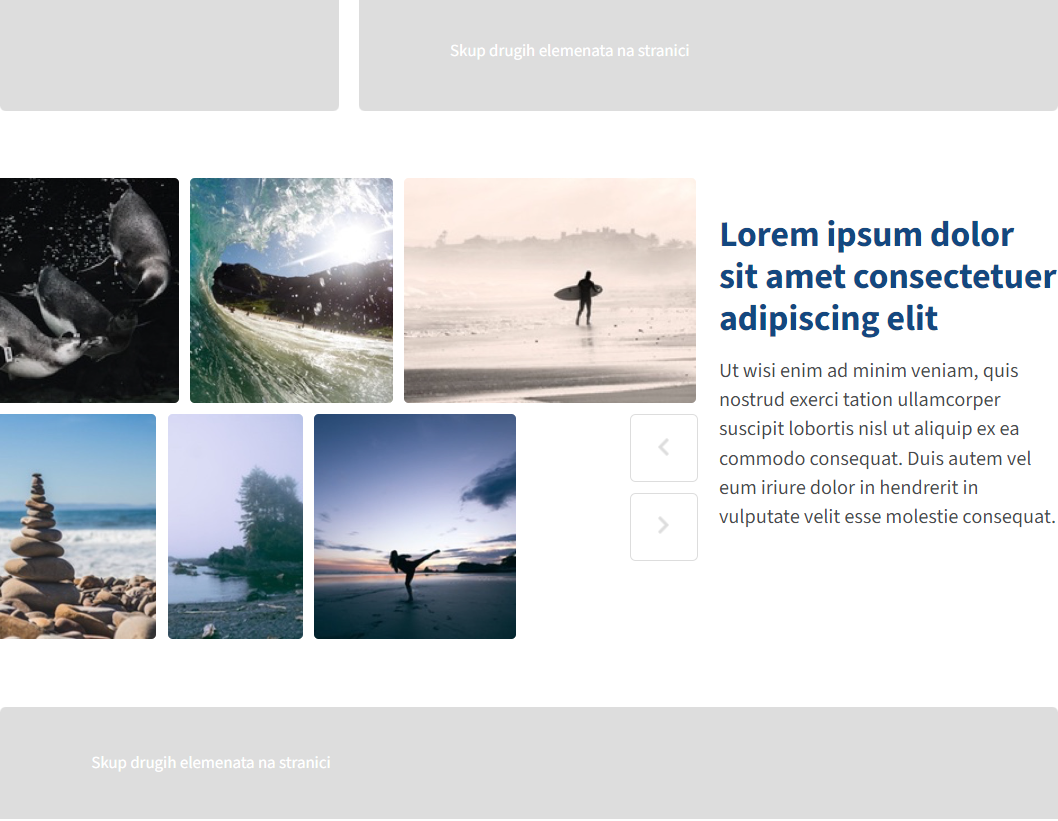 Skup drugih elemenata na stranici
Lorem ipsum dolor
sit amet consectetuer
adipiscing elit
Ut wisi enim ad minim veniam, quis
nostrud exerci tation ullamcorper
suscipit lobortis nisl ut aliquip ex ea
commodo consequat. Duis autem vel
eum iriure dolor in hendrerit in
vulputate velit esse molestie consequat.
Skup drugih elemenata na stranici